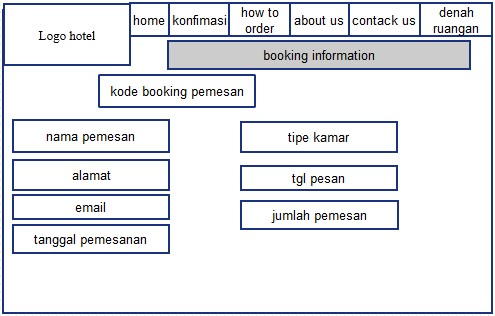 Logo hotel
home
konfimasi
how to
order
about us
contack us
denah
ruangan
booking information
kode booking pemesan
nama pemesan
tipe kamar
alamat
tgl pesan
email
jumlah pemesan
tanggal pemesanan